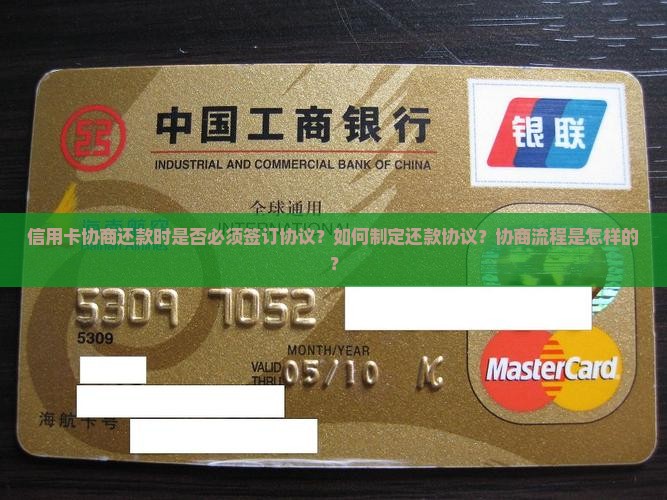 中国工商银行
INDUSTRIAL AND COMMERCIAL BANK OF CHINA
银联
全球通用
INTERNATIONAL
信用卡协商还款时是否必须签订协议？如何制定还款协议？协商流程是怎样的
？
5309 7052
5309
MONTH/YEAR
VALID
THRU 05/10
MasterCard
海航卡号